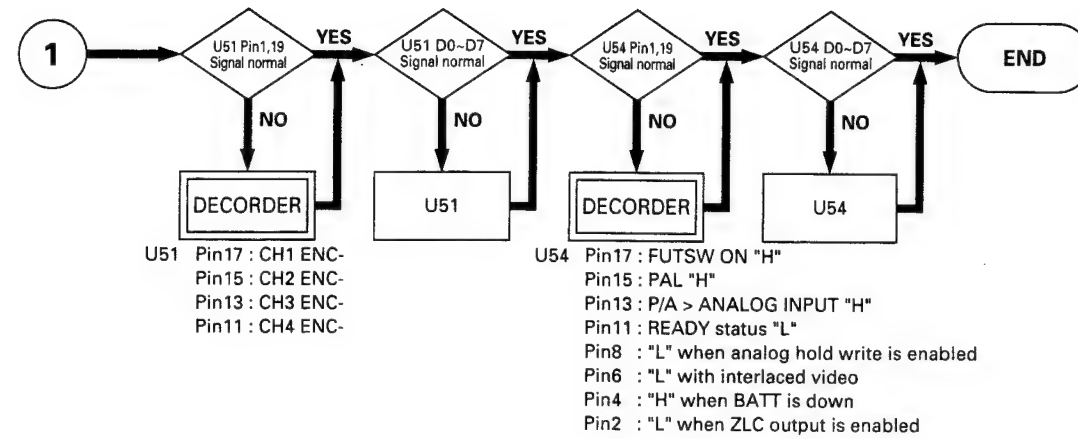 1
U51 Pin1,19
Signal normal
YES
NO
DECORDER
U51 D0~D7
Signal normal
YES
NO
U51
U54 Pin1,19
Signal normal
YES
NO
DECORDER
U54 D0~D7
Signal normal
YES
NO
U54
END
U51 Pin17 : CH1 ENC-
Pin15 : CH2 ENC-
Pin13 : CH3 ENC-
Pin11 : CH4 ENC-
U54 Pin17 : FUTSW ON "H"
Pin15 : PAL "H"
Pin13 : P/A > ANALOG INPUT "H"
Pin11 : READY status "L"
Pin8 : "L" when analog hold write is enabled
Pin6 : "L" with interlaced video
Pin4 : "H" when BATT is down
Pin2 : "L" when ZLC output is enabled